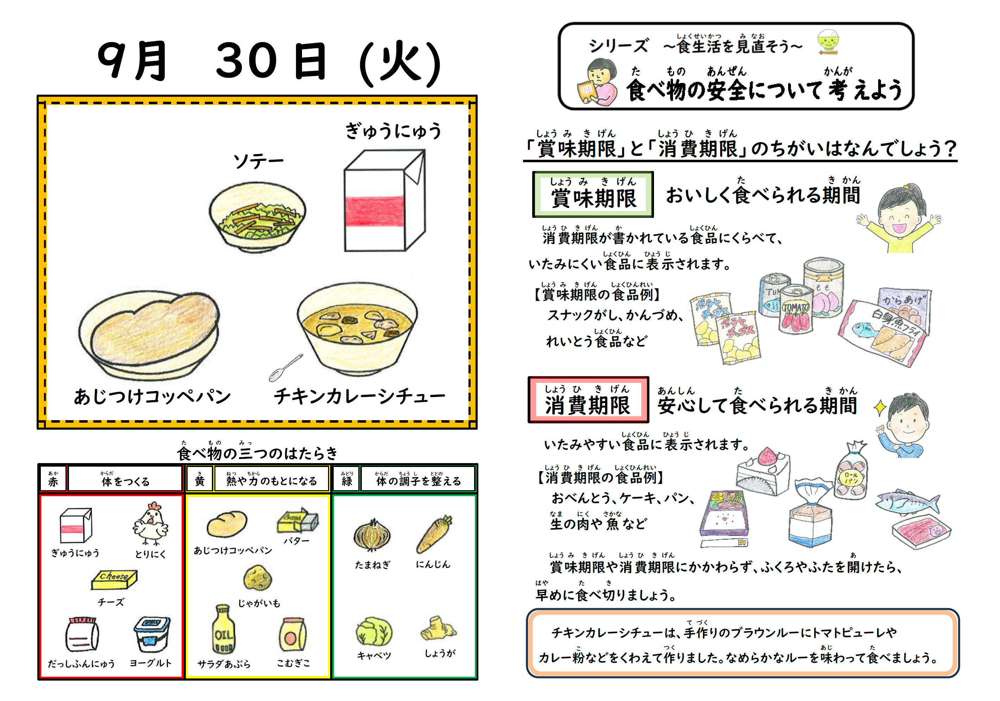 9月 30日 (火)
ぎゅうにゅう
ソテー
あじつけコッペパン
チキンカレーシチュー
食べ物の三つのはたらき
赤 体をつくる
黄 熱や力のもとになる
緑 体の調子を整える
ぎゅうにゅう
とりにく
Cheese
チーズ
だっしふんにゅう
ヨーグルト
あじつけコッペパン
バター
じゃがいも
OIL
サラダあぶら
こむぎこ
たまねぎ
にんじん
キャベツ
しょうが
シリーズ ～食生活を見直そう～
食べ物の安全について考えよう
「賞味期限」と「消費期限」のちがいはなんでしょう？
賞味期限 おいしく食べられる期間
消費期限が書かれている食品にくらべて、
いたみにくい食品に表示されます。
【賞味期限の食品例】
スナックがし、かんづめ、
れいとう食品など
ポテト
チップス
ポテト
チップス
TOMATO
もも
からあげ
白身魚フライ
消費期限 安心して食べられる期間
いたみやすい食品に表示されます。
【消費期限の食品例】
おべんとう、ケーキ、パン、
生の肉や魚など
ロール
パン
賞味期限や消費期限にかかわらず、ふくろやふたを開けたら、
早めに食べ切りましょう。
チキンカレーシチューは、手作りのブラウンルーにトマトピューレや
カレー粉などをくわえて作りました。なめらかなルーを味わって食べましょう。